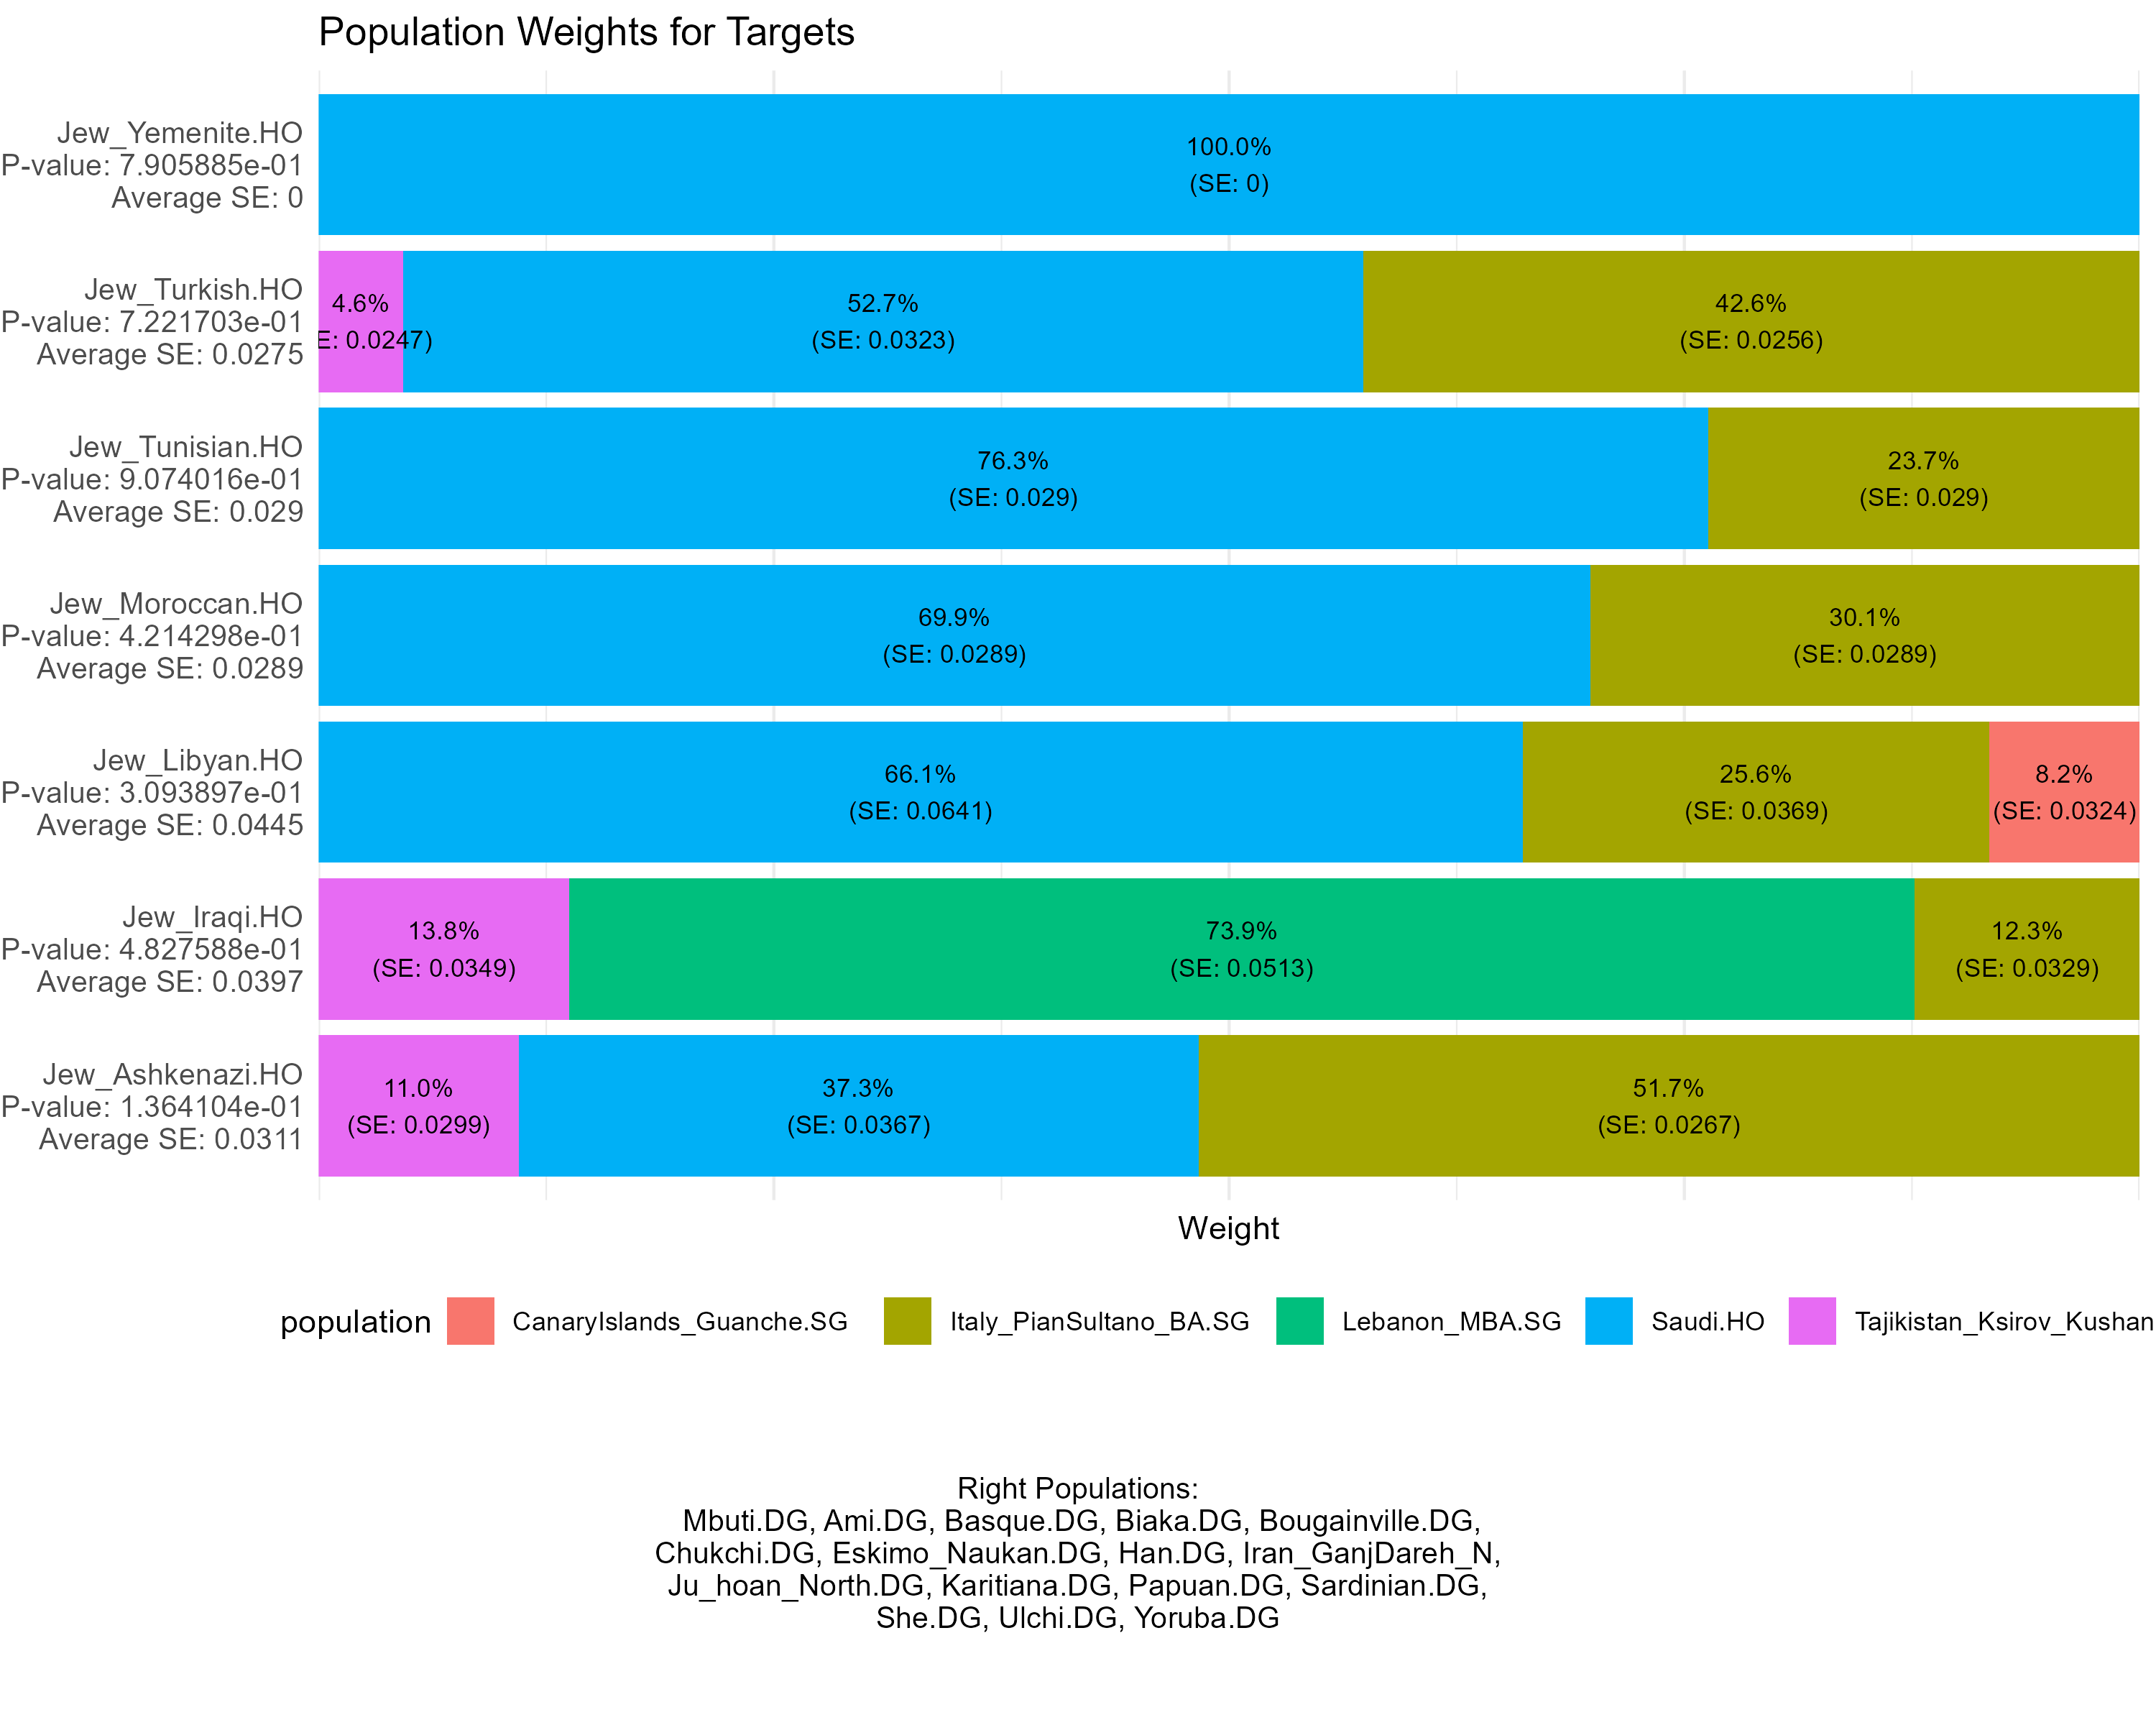 Population Weights for Targets
Jew_Yemenite.HO
P-value: 7.905885e-01
Average SE: 0
100.0%
(SE: 0)
Jew_Turkish.HO
P-value: 7.221703e-01
Average SE: 0.0275
4.6%
E: 0.0247)
52.7%
(SE: 0.0323)
42.6%
(SE: 0.0256)
Jew_Tunisian.HO
P-value: 9.074016e-01
Average SE: 0.029
76.3%
(SE: 0.029)
23.7%
(SE: 0.029)
Jew_Moroccan.HO
P-value: 4.214298e-01
Average SE: 0.0289
69.9%
(SE: 0.0289)
30.1%
(SE: 0.0289)
Jew_Libyan.HO
P-value: 3.093897e-01
Average SE: 0.0445
66.1%
(SE: 0.0641)
25.6%
(SE: 0.0369)
8.2%
(SE: 0.0324)
Jew_Iraqi.HO
P-value: 4.827588e-01
Average SE: 0.0397
13.8%
(SE: 0.0349)
73.9%
(SE: 0.0513)
12.3%
(SE: 0.0329)
Jew_Ashkenazi.HO
P-value: 1.364104e-01
Average SE: 0.0311
11.0%
(SE: 0.0299)
37.3%
(SE: 0.0367)
51.7%
(SE: 0.0267)
Weight
population CanaryIslands_Guanche.SG Italy_PianSultano_BA.SG Lebanon_MBA.SG Saudi.HO Tajikistan_Ksirov_Kushan
Right Populations:
Mbuti.DG, Ami.DG, Basque.DG, Biaka.DG, Bougainville.DG,
Chukchi.DG, Eskimo_Naukan.DG, Han.DG, Iran_GanjDareh_N,
Ju_hoan_North.DG, Karitiana.DG, Papuan.DG, Sardinian.DG,
She.DG, Ulchi.DG, Yoruba.DG